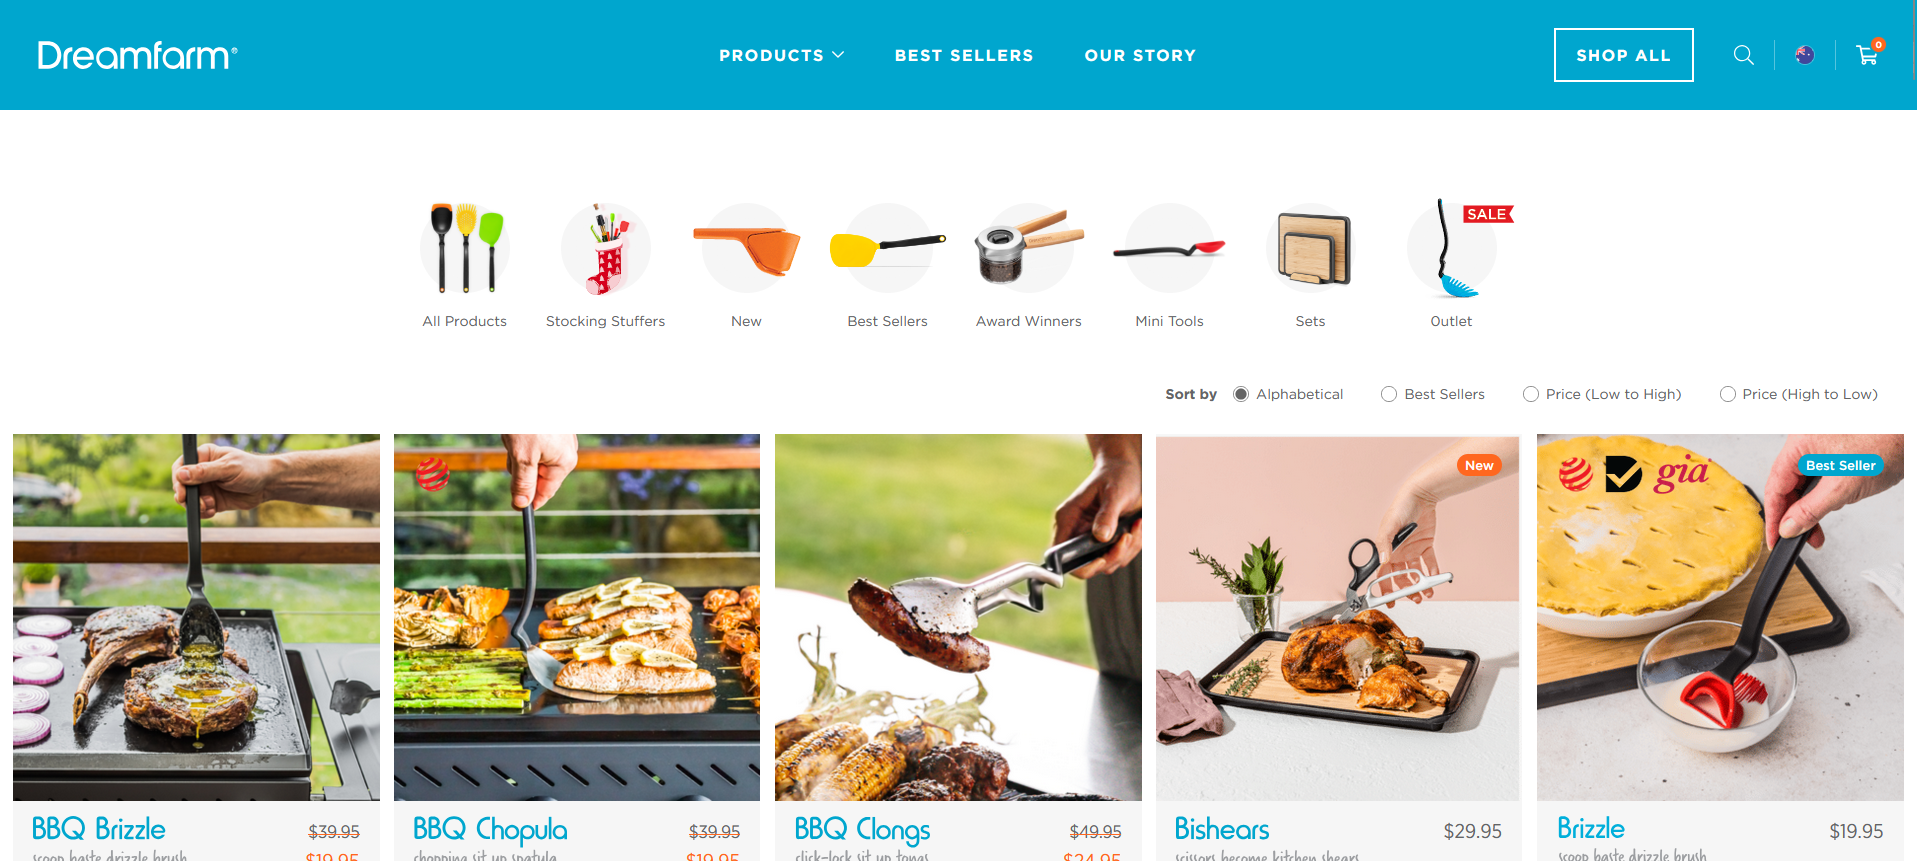 Dreamfarm®
PRODUCTS
BEST SELLERS
OUR STORY
SHOP ALL
0
SALE
All Products
Stocking Stuffers
New
Best Sellers
Award Winners
Mini Tools
Sets
Outlet
Sort by
Alphabetical
Best Sellers
Price (Low to High)
Price (High to Low)
New
gia
Best Seller
BBQ Brizzle
$39.95
scoop baste drizzle brush
$19.95
BBQ Chopula
$39.95
chopping sit up spatula
$19.95
BBQ Clongs
$49.95
click-lock sit up tongs
$24.95
Bishears
$29.95
scissors become kitchen shears
Brizzle
$19.95
scoop baste drizzle brush